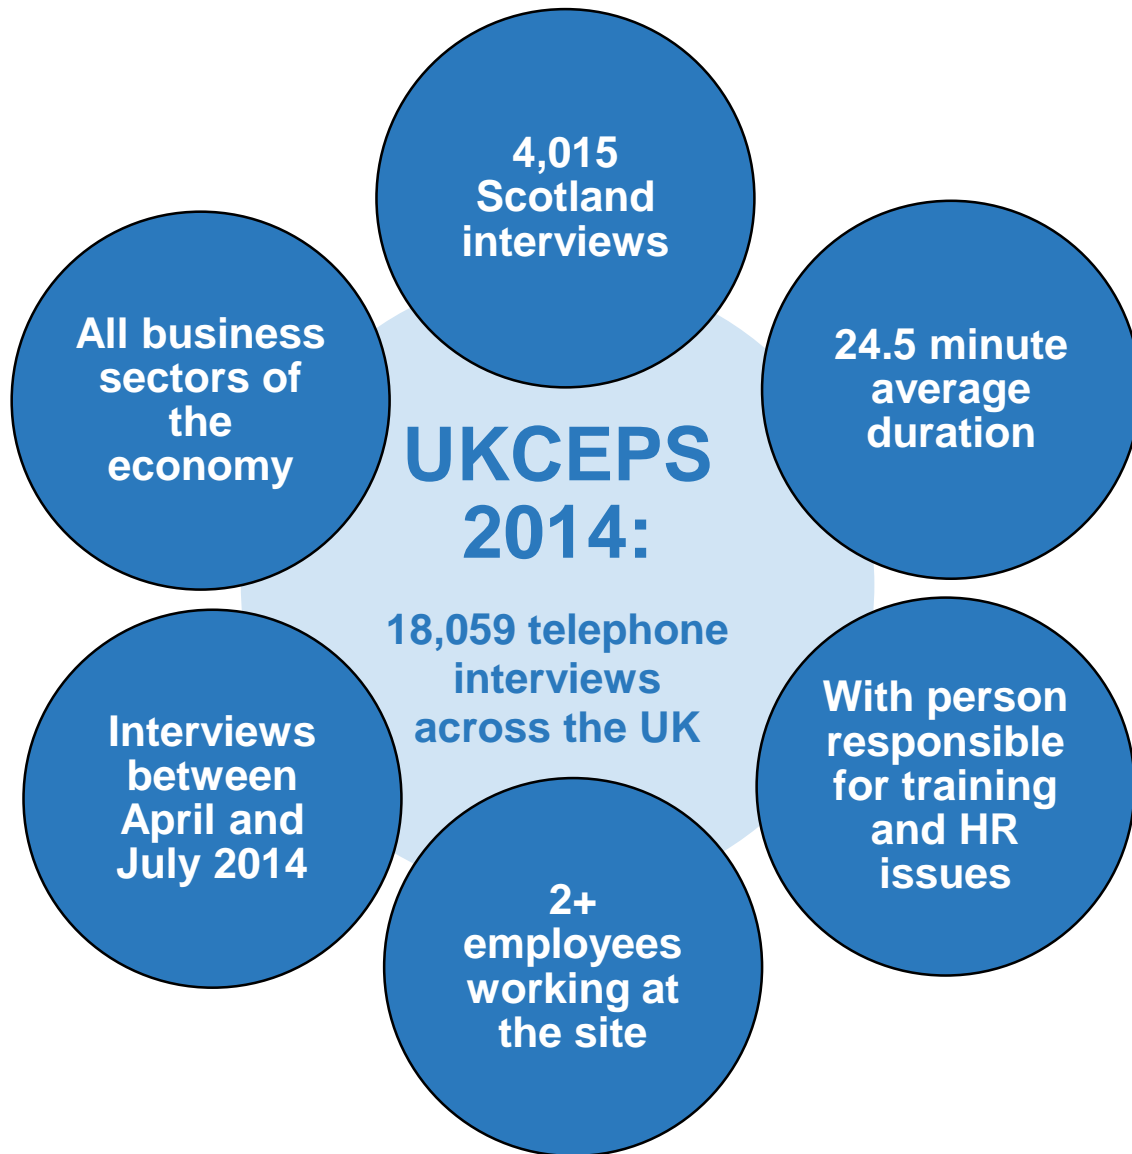 4,015
Scotland
interviews
24.5 minute
average
duration
With person
responsible
for training
and HR
issues
2+
employees
working at
the site
Interviews
between
April and
July 2014
All business
sectors of
the
economy
UKCEPS
2014:
18,059 telephone
interviews
across the UK